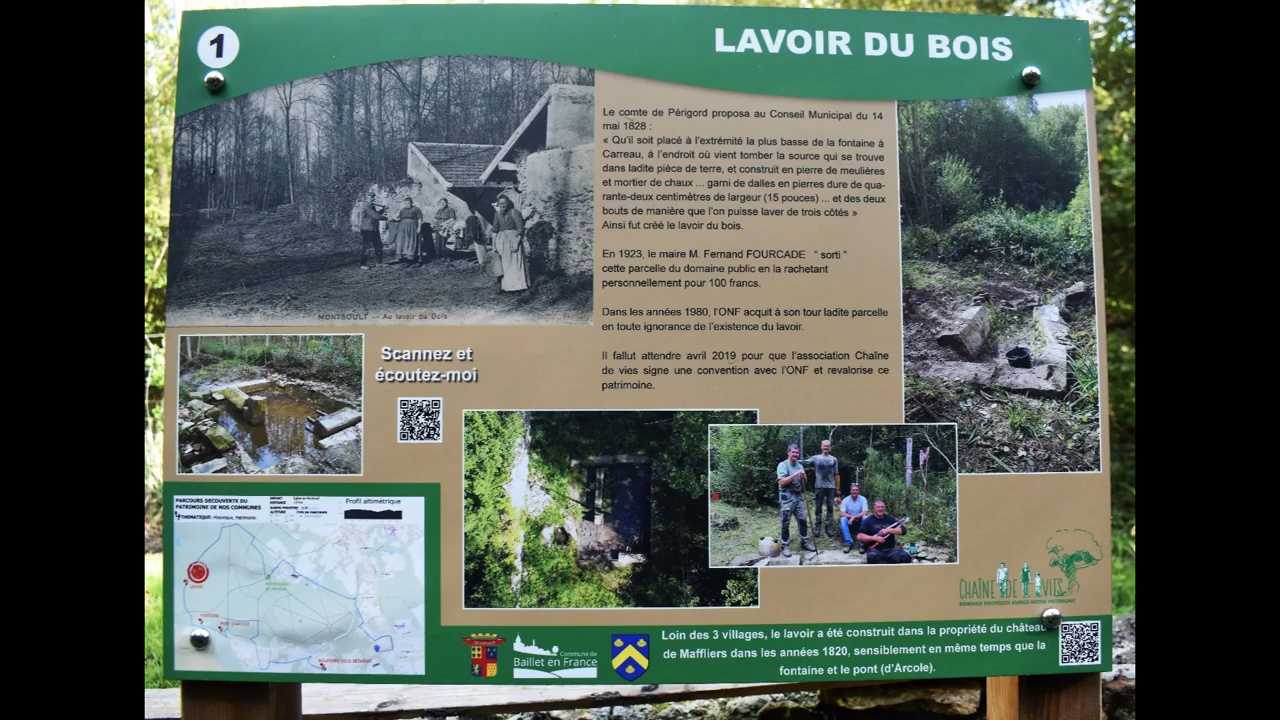 1
LAVOIR DU BOIS
Le comte de Périgord proposa au Conseil Municipal du 14
mai 1828 :
« Qu'il soit placé à l'extrémité la plus basse de la fontaine à
Carreau, à l'endroit où vient tomber la source qui se trouve
dans ladite pièce de terre, et construit en pierre de meulières
et mortier de chaux ... garni de dalles en pierres dure de qua-
rante-deux centimètres de largeur (15 pouces) ... et des deux
bouts de manière que l'on puisse laver de trois côtés »
Ainsi fut créé le lavoir du bois.
En 1923, le maire M. Fernand FOURCADE " sorti "
cette parcelle du domaine public en la rachetant
personnellement pour 100 francs.
Dans les années 1980, l'ONF acquit à son tour ladite parcelle
en toute ignorance de l'existence du lavoir.
Il fallut attendre avril 2019 pour que l'association Chaîne
de vies signe une convention avec l'ONF et revalorise ce
patrimoine.
MONTSOULT — Au lavoir du Bois
Scannez et
écoutez-moi
PARCOURS DECOUVERTE DU
PATRIMOINE DE NOS COMMUNES
THEMATIQUE: Historique, Patrimoine
Profil altimétrique
CHAÎNE DE VIES
Commune de
Baillet en France
Loin des 3 villages, le lavoir a été construit dans la propriété du château
de Maffliers dans les années 1820, sensiblement en même temps que la
fontaine et le pont (d'Arcole).